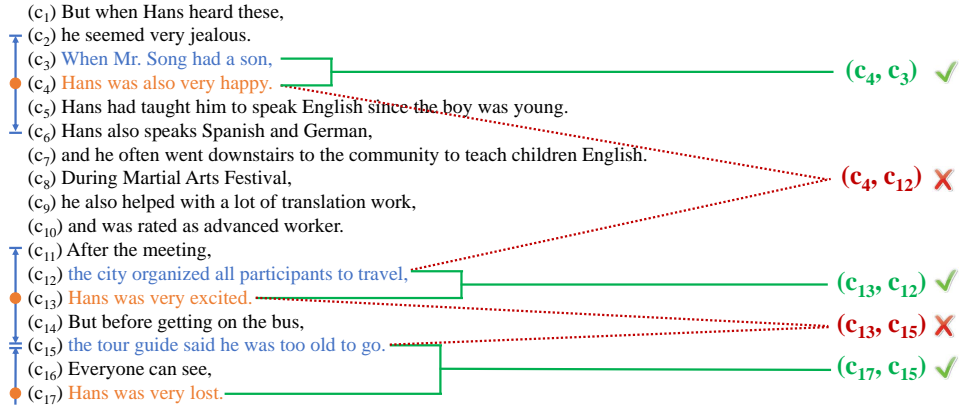 (c1) But when Hans heard these,
(c2) he seemed very jealous.
(c3) When Mr. Song had a son,
(c4, c3)
(c4) Hans was also very happy.
(c5) Hans had taught him to speak English since the boy was young.
(c6) Hans also speaks Spanish and German,
(c7) and he often went downstairs to the community to teach children English.
(c8) During Martial Arts Festival,
(c4, c12)
(c9) he also helped with a lot of translation work,
(c10) and was rated as advanced worker.
(c11) After the meeting,
(c12) the city organized all participants to travel,
(c13, c12)
(c13) Hans was very excited.
(c14) But before getting on the bus,
(c13, c15)
(c15) the tour guide said he was too old to go.
(c16) Everyone can see,
(c17, c15)
(c17) Hans was very lost.